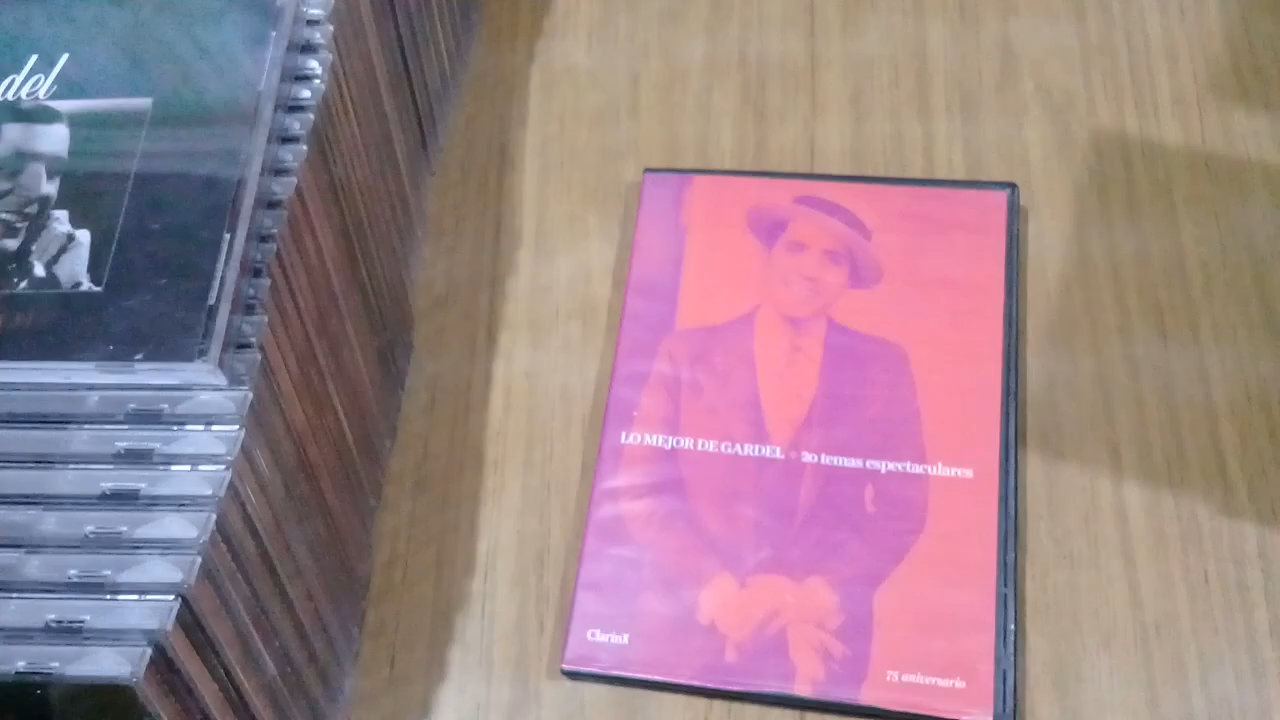 del
LO MEJOR DE GARDEL + 20 temas espectaculares
Clarín
75 aniversario